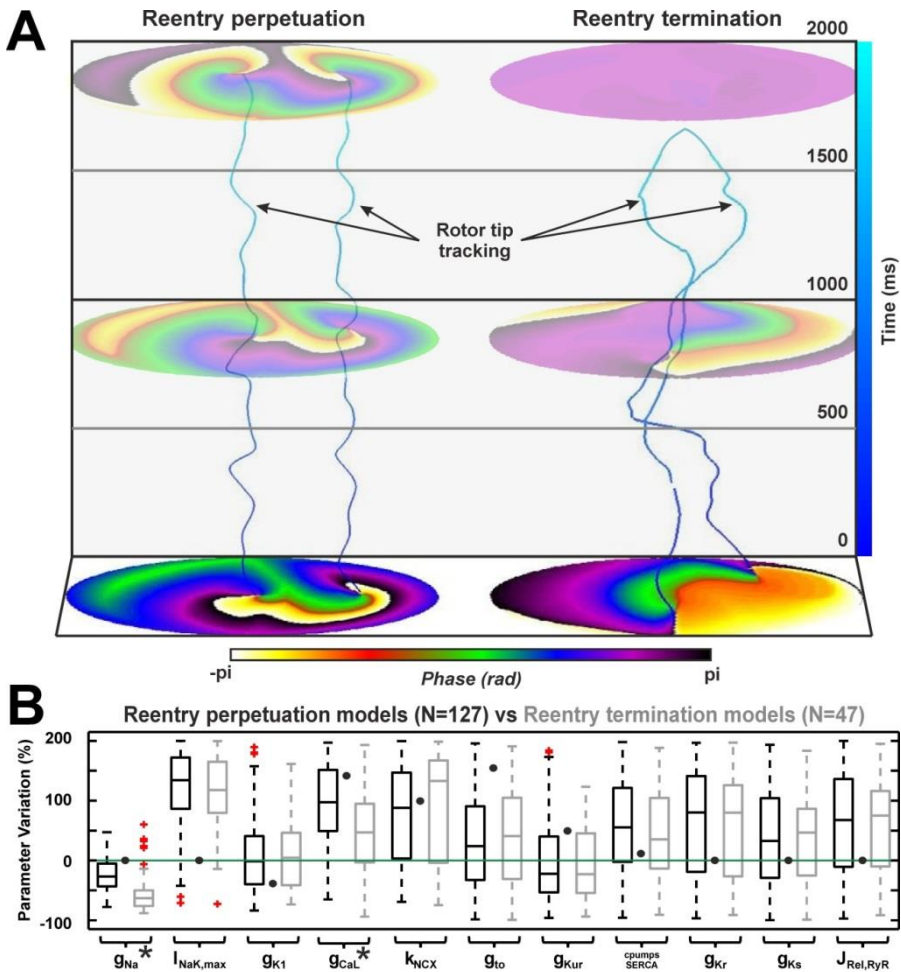 A
Reentry perpetuation
Reentry termination
2000
1500
Rotor tip
tracking
1000
500
0
Time (ms)
-pi
Phase (rad)
pi
B
Reentry perpetuation models (N=127) vs Reentry termination models (N=47)
Parameter Variation (%)
200
100
0
-100
gNa* INaK,max gK1 gCaL* kNCX gto gKur cpumps SERCA gKr gKs JRel,RyR